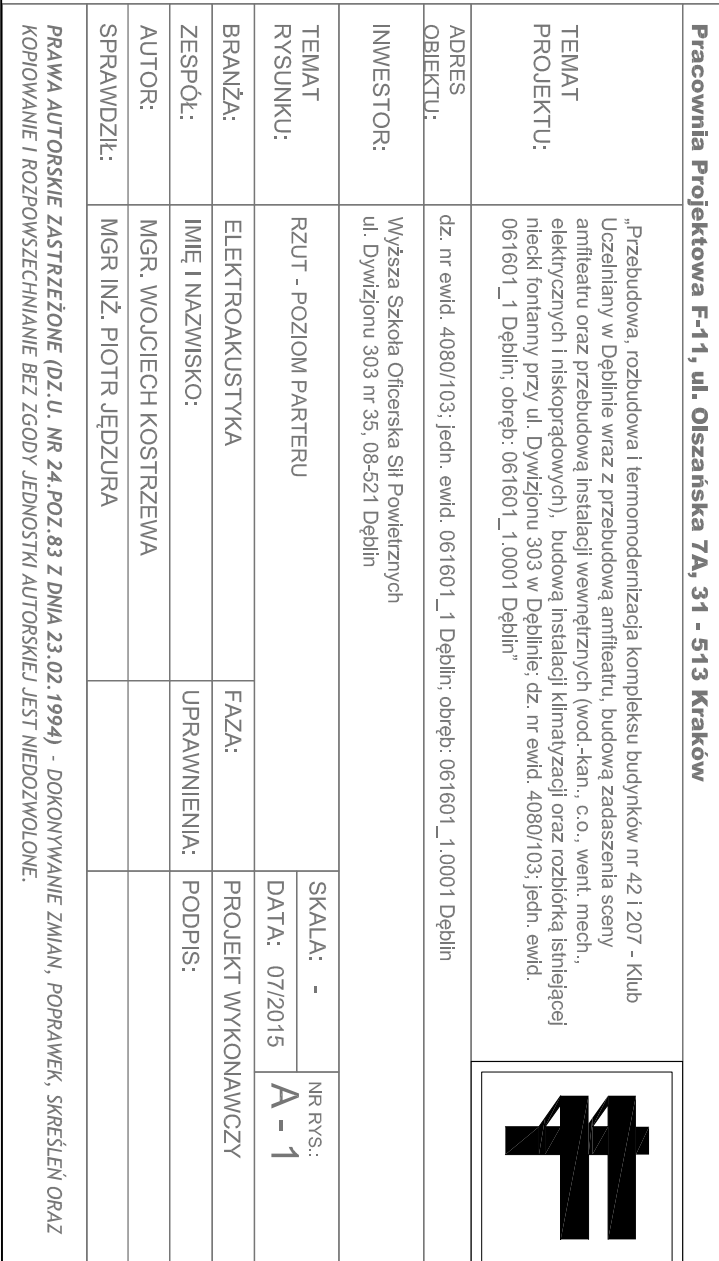 Pracownia Projektowa F-11, ul. Olszańska 7A, 31 - 513 Kraków
TEMAT
PROJEKTU:
„Przebudowa, rozbudowa i termomodernizacja kompleksu budynków nr 42 i 207 - Klub
Uczelniany w Dęblinie wraz z przebudową amfiteatru, budową zadaszenia sceny
amfiteatru oraz przebudową instalacji wewnętrznych (wod.-kan., c.o., went. mech.,
elektrycznych i niskoprądowych), budową instalacji klimatyzacji oraz rozbiórką istniejącej
niecki fontanny przy ul. Dywizjonu 303 w Dęblinie; dz. nr ewid. 4080/103; jedn. ewid.
061601_1 Dęblin; obręb: 061601_1.0001 Dęblin”
ADRES
OBIEKTU:
dz. nr ewid. 4080/103; jedn. ewid. 061601_1 Dęblin; obręb: 061601_1.0001 Dęblin
INWESTOR:
Wyższa Szkoła Oficerska Sił Powietrznych
ul. Dywizjonu 303 nr 35, 08-521 Dęblin
TEMAT
RYSUNKU:
RZUT - POZIOM PARTERU
SKALA: -
DATA: 07/2015
NR RYS.:
A - 1
BRANŻA: ELEKTROAKUSTYKA FAZA: PROJEKT WYKONAWCZY
ZESPÓŁ: IMIĘ I NAZWISKO: UPRAWNIENIA: PODPIS:
AUTOR: MGR. WOJCIECH KOSTRZEWA
SPRAWDZIŁ: MGR INŻ. PIOTR JĘDZURA
PRAWA AUTORSKIE ZASTRZEŻONE (DZ.U. NR 24.POZ.83 Z DNIA 23.02.1994) - DOKONYWANIE ZMIAN, POPRAWEK, SKREŚLEŃ ORAZ
KOPIOWANIE I ROZPOWSZECHNIANIE BEZ ZGODY JEDNOSTKI AUTORSKIEJ JEST NIEDOZWOLONE.